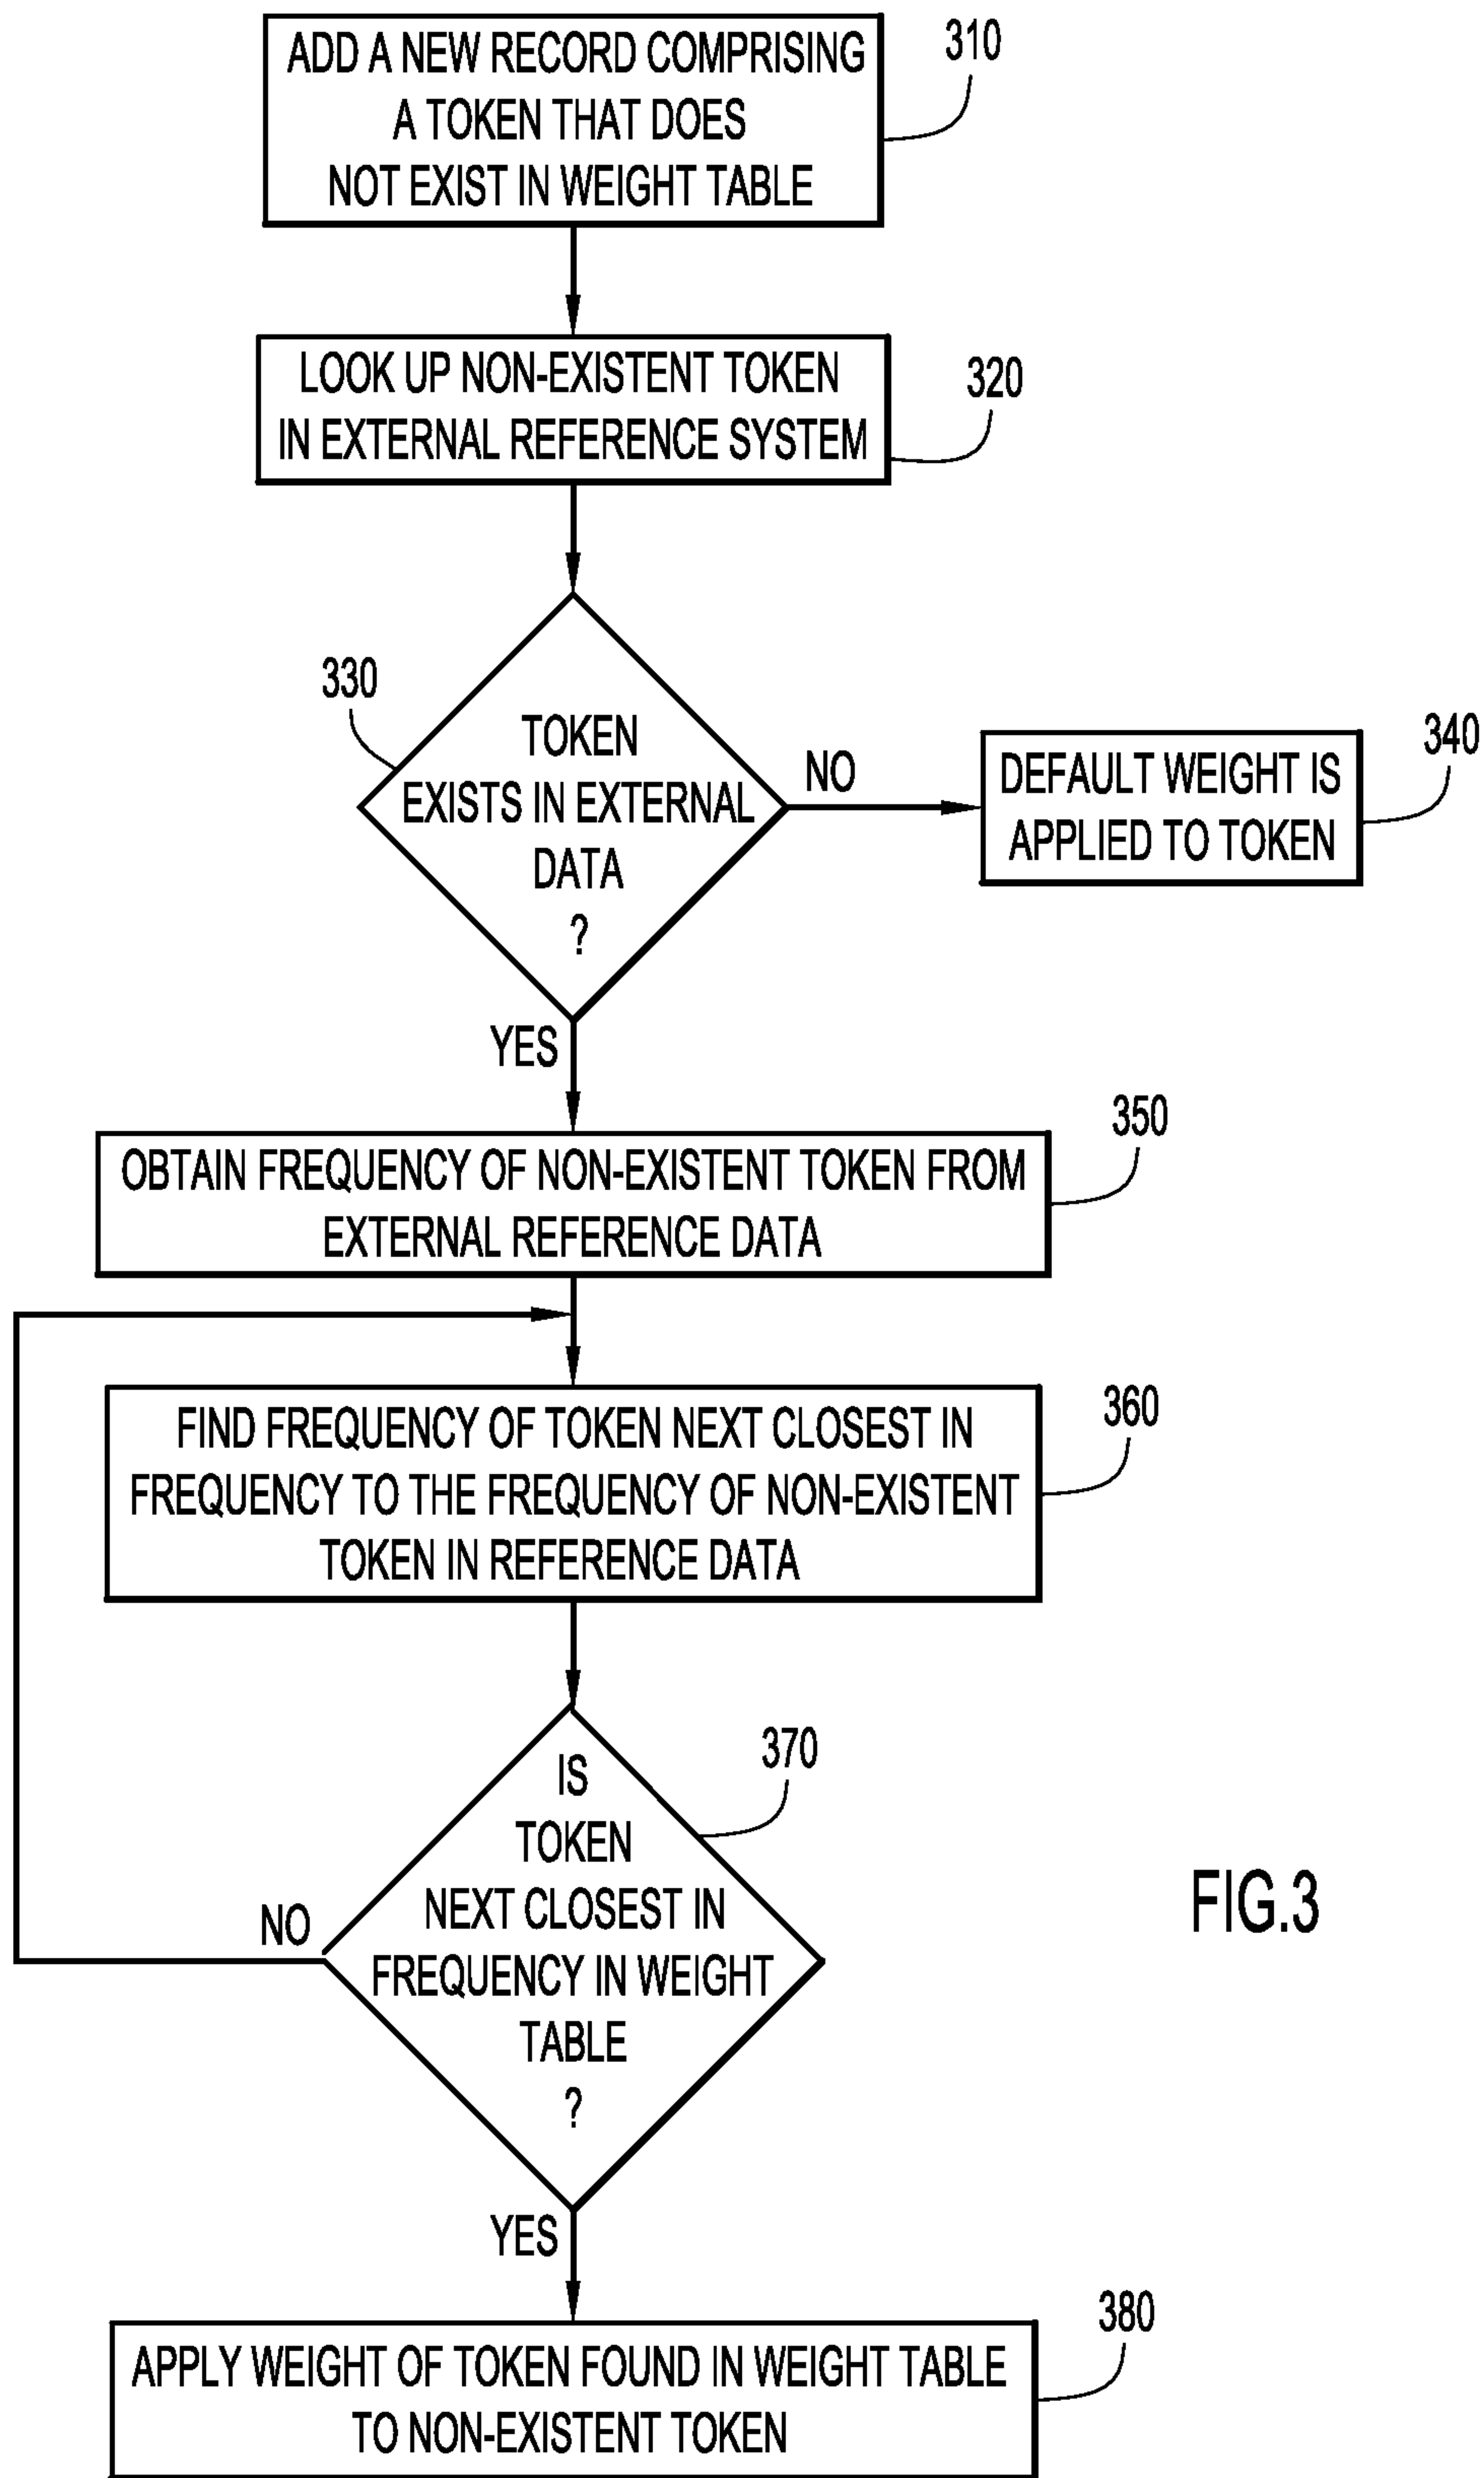 ADD A NEW RECORD COMPRISING
A TOKEN THAT DOES
NOT EXIST IN WEIGHT TABLE
310
LOOK UP NON-EXISTENT TOKEN
IN EXTERNAL REFERENCE SYSTEM
320
330
TOKEN
EXISTS IN EXTERNAL
DATA
?
NO
DEFAULT WEIGHT IS
APPLIED TO TOKEN
340
YES
OBTAIN FREQUENCY OF NON-EXISTENT TOKEN FROM
EXTERNAL REFERENCE DATA
350
FIND FREQUENCY OF TOKEN NEXT CLOSEST IN
FREQUENCY TO THE FREQUENCY OF NON-EXISTENT
TOKEN IN REFERENCE DATA
360
IS
TOKEN
NEXT CLOSEST IN
FREQUENCY IN WEIGHT
TABLE
?
370
NO
YES
APPLY WEIGHT OF TOKEN FOUND IN WEIGHT TABLE
TO NON-EXISTENT TOKEN
380
FIG.3